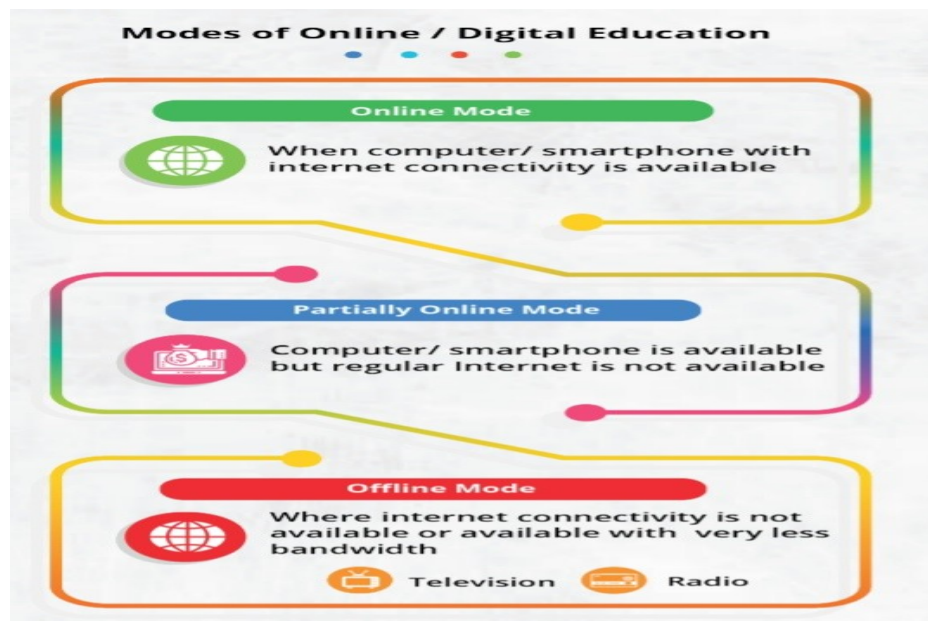 Modes of Online / Digital Education
Online Mode
When computer/ smartphone with
internet connectivity is available
Partially Online Mode
Computer/ smartphone is available
but regular Internet is not available
Offline Mode
Where internet connectivity is not
available or available with very less
bandwidth
Television Radio